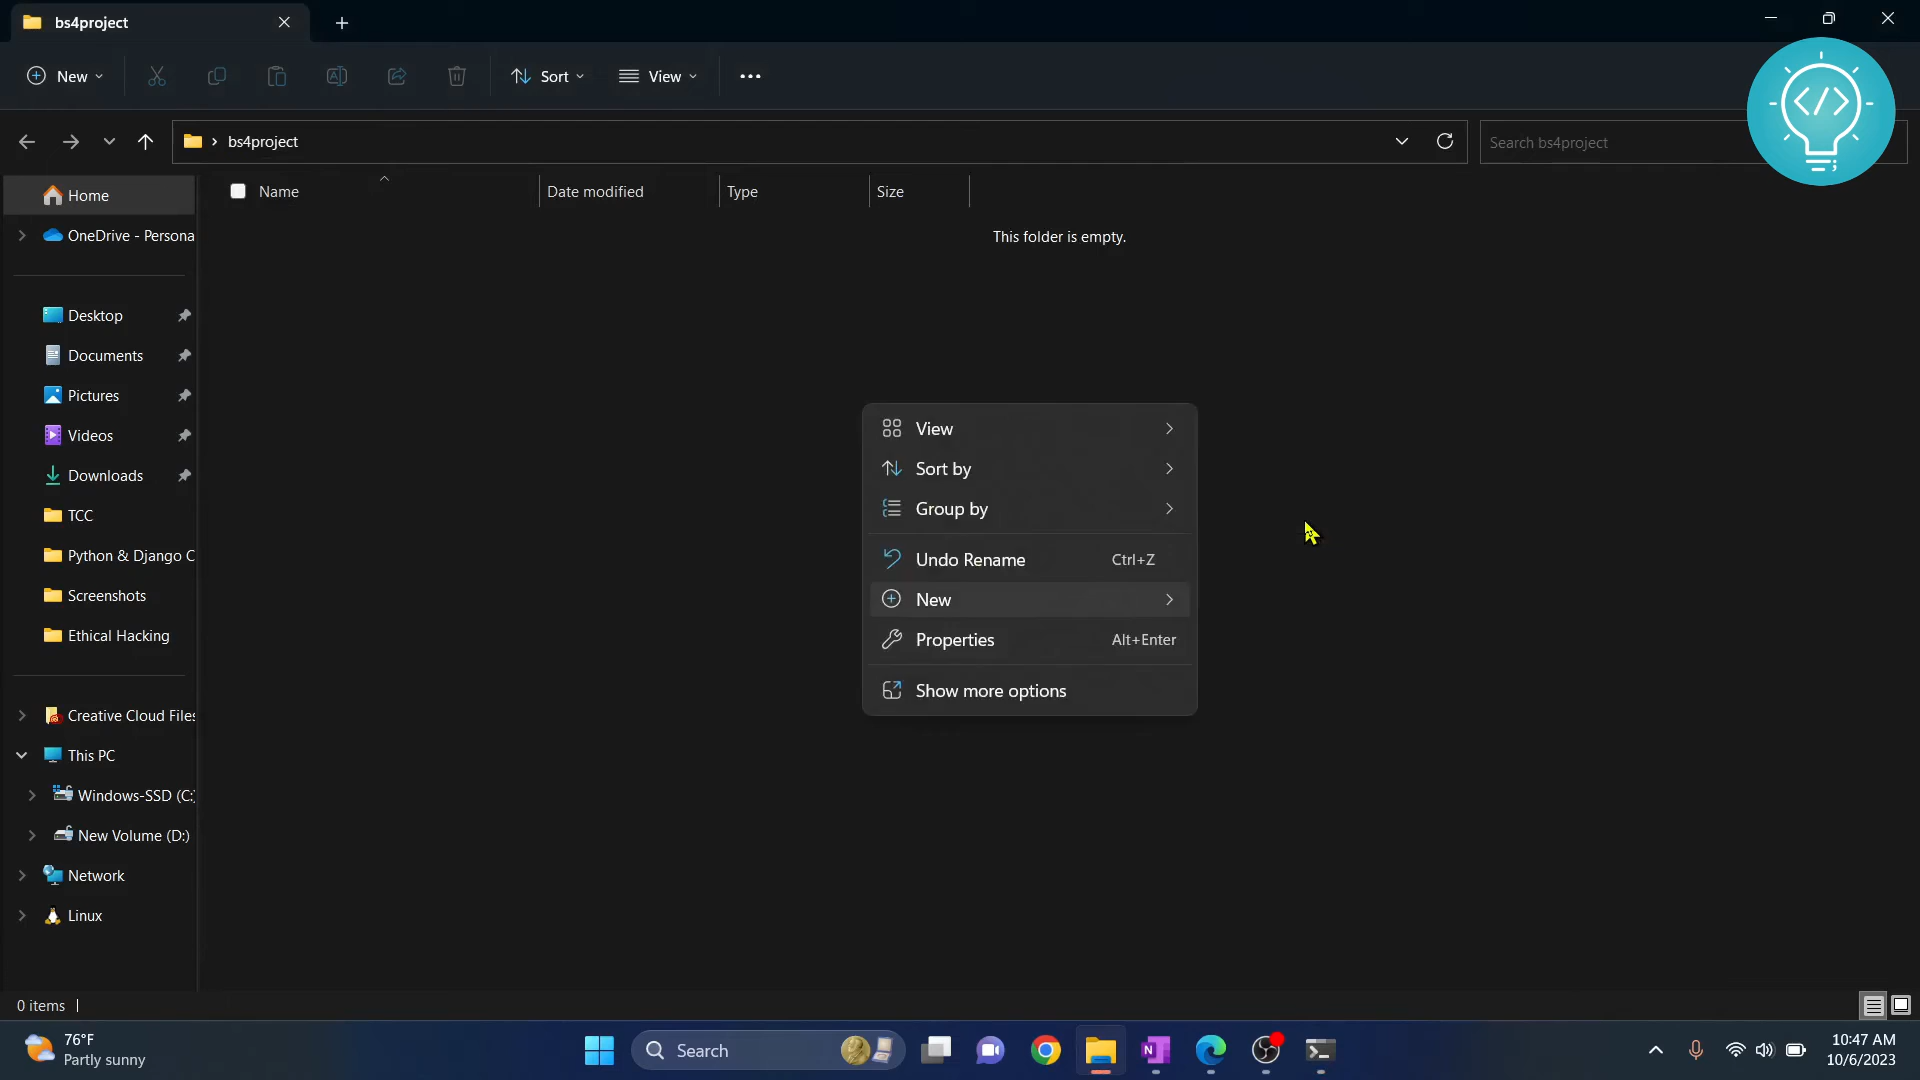 bs4project
New
Sort
View
bs4project
Search bs4project
</>
;
Name
Date modified
Type
Size
This folder is empty.
Home
OneDrive - Persona
Desktop
Documents
Pictures
Videos
Downloads
TCC
Python & Django C
Screenshots
Ethical Hacking
Creative Cloud Files
This PC
Windows-SSD (C:)
New Volume (D:)
Network
Linux
View
Sort by
Group by
Undo Rename Ctrl+Z
New
Properties Alt+Enter
Show more options
0 items
76°F
Partly sunny
Search
10:47 AM
10/6/2023